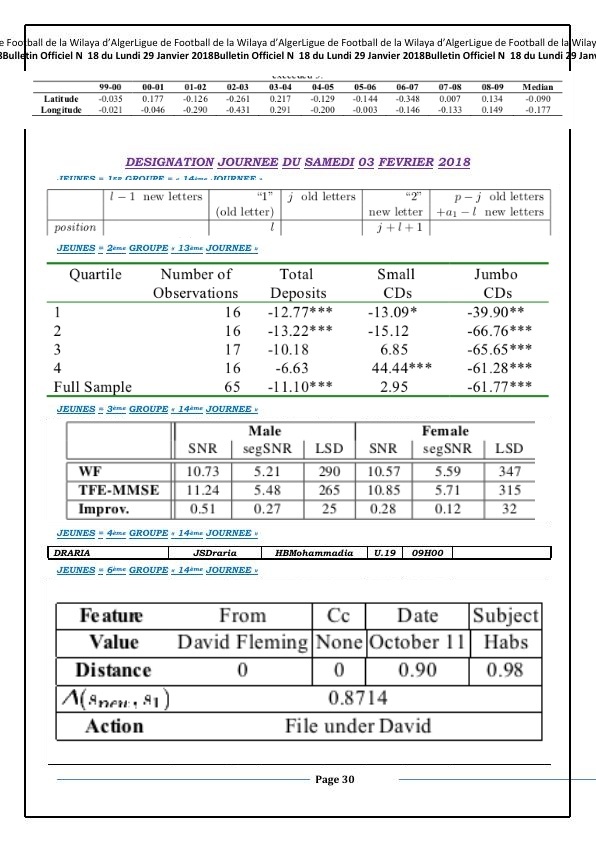 e Football de la Wilaya d’AlgerLigue de Football de la Wilaya d’AlgerLigue de Football de la Wilaya d’AlgerLigue de Football de la Wilay
8Bulletin Officiel N 18 du Lundi 29 Janvier 2018Bulletin Officiel N 18 du Lundi 29 Janvier 2018Bulletin Officiel N 18 du Lundi 29 Janv
99-00 00-01 01-02 02-03 03-04 04-05 05-06 06-07 07-08 08-09 Median
Latitude -0.035 0.177 -0.126 -0.261 0.217 -0.129 -0.144 -0.348 0.007 0.134 -0.090
Longitude -0.021 -0.046 -0.290 -0.431 0.291 -0.200 -0.003 -0.146 -0.133 0.149 -0.177
DESIGNATION JOURNEE DU SAMEDI 03 FEVRIER 2018
JEUNES = 1ER GROUPE = « 14ème JOURNEE »
l − 1 new letters “1” j old letters “2” p − j old letters
(old letter) new letter +a₁ − l new letters
position l j + l + 1
JEUNES = 2ème GROUPE « 13ème JOURNEE »
Quartile Number of Total Small Jumbo
Observations Deposits CDs CDs
1 16 -12.77*** -13.09* -39.90**
2 16 -13.22*** -15.12 -66.76***
3 17 -10.18 6.85 -65.65***
4 16 -6.63 44.44*** -61.28***
Full Sample 65 -11.10*** 2.95 -61.77***
JEUNES = 3ème GROUPE « 14ème JOURNEE »
Male Female
SNR segSNR LSD SNR segSNR LSD
WF 10.73 5.21 290 10.57 5.59 347
TFE-MMSE 11.24 5.48 265 10.85 5.71 315
Improv. 0.51 0.27 25 0.28 0.12 32
JEUNES = 4ème GROUPE « 14ème JOURNEE »
DRARIA JSDraria HBMohammadia U.19 09H00
JEUNES = 6ème GROUPE « 14ème JOURNEE »
Feature From Cc Date Subject
Value David Fleming None October 11 Habs
Distance 0 0 0.90 0.98
0.8714
Action File under David
Page 30